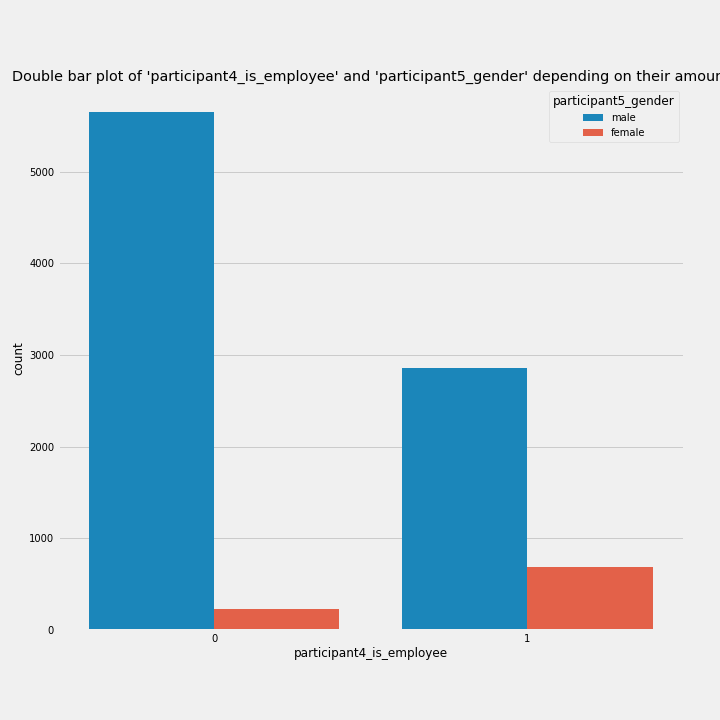 Double bar plot of 'participant4_is_employee' and 'participant5_gender' depending on their
participant5_gender
male
female
5000
4000
3000
2000
1000
0
count
0 1
participant4_is_employee